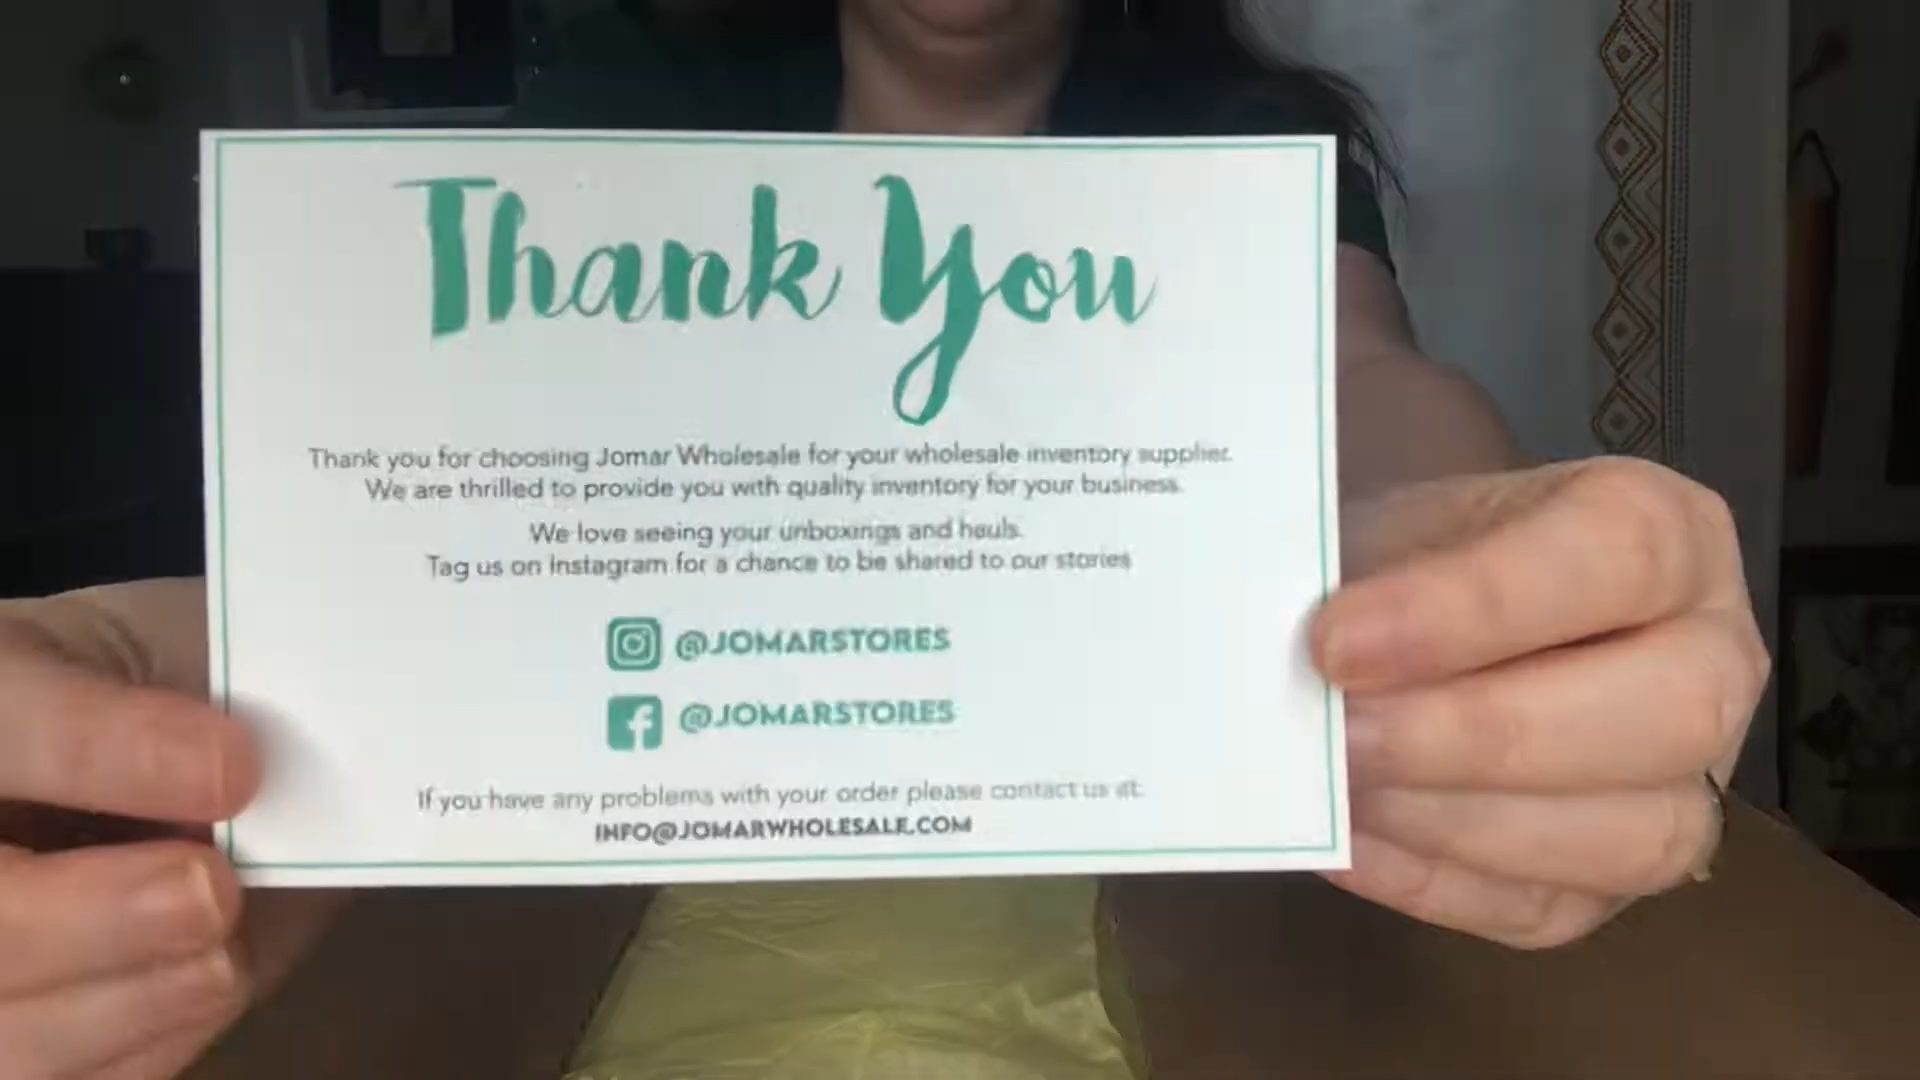 Thank You
Thank you for choosing Jomar Wholesale for your wholesale inventory supplier.
We are thrilled to provide you with quality inventory for your business.
We love seeing your unboxings and hauls.
Tag us on Instagram for a chance to be shared to our stories
@JOMARSTORES
@JOMARSTORES
If you have any problems with your order please contact us at:
INFO@JOMARWHOLESALE.COM